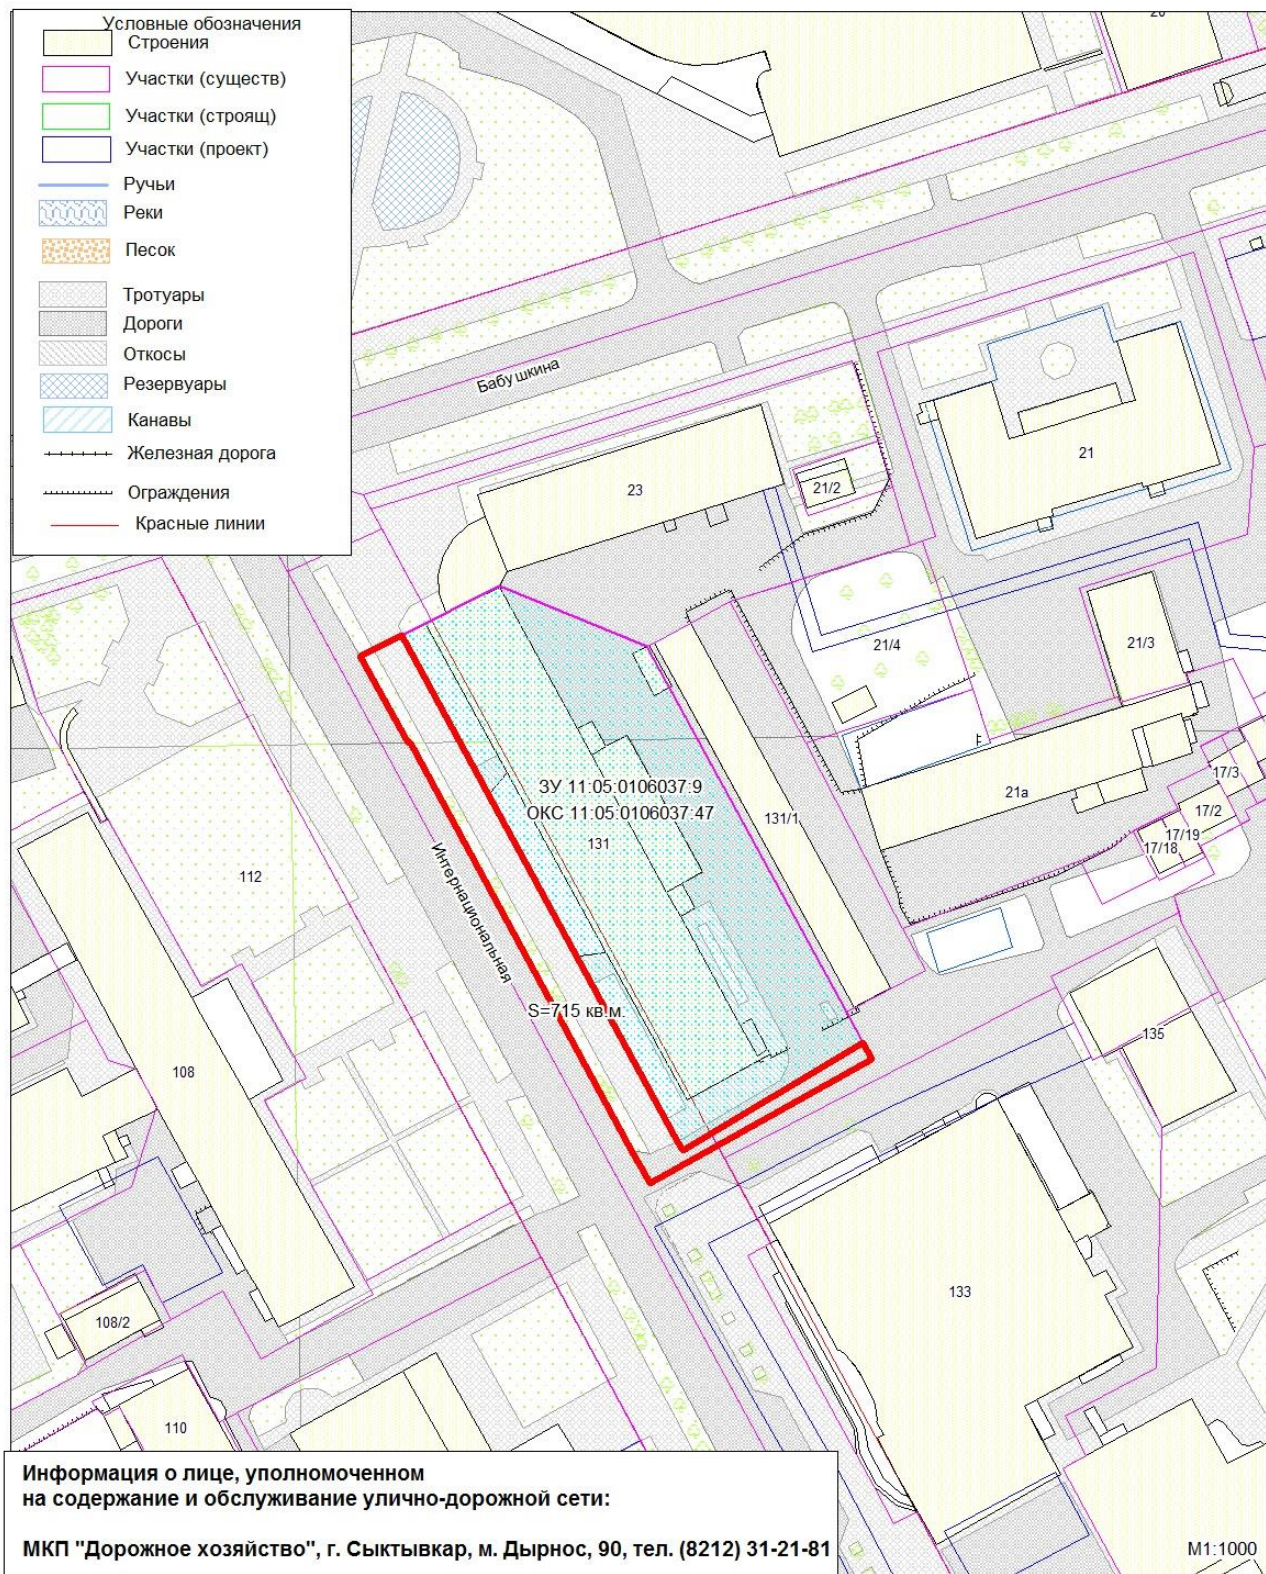 Условные обозначения
Строения
Участки (существ)
Участки (строящ)
Участки (проект)
Ручьи
Реки
Песок
Тротуары
Дороги
Откосы
Резервуары
Канавы
Железная дорога
Ограждения
Красные линии
Бабушкина
23
21/2
21
21/4
21/3
21а
17/3
17/2
17/19
17/18
ЗУ 11:05:0106037:9
ОКС 11:05:0106037:47
131
131/1
Интернациональная
112
S=715 кв.м.
108
135
133
108/2
110
Информация о лице, уполномоченном
на содержание и обслуживание улично-дорожной сети:
МКП "Дорожное хозяйство", г. Сыктывкар, м. Дырнос, 90, тел. (8212) 31-21-81
М1:1000